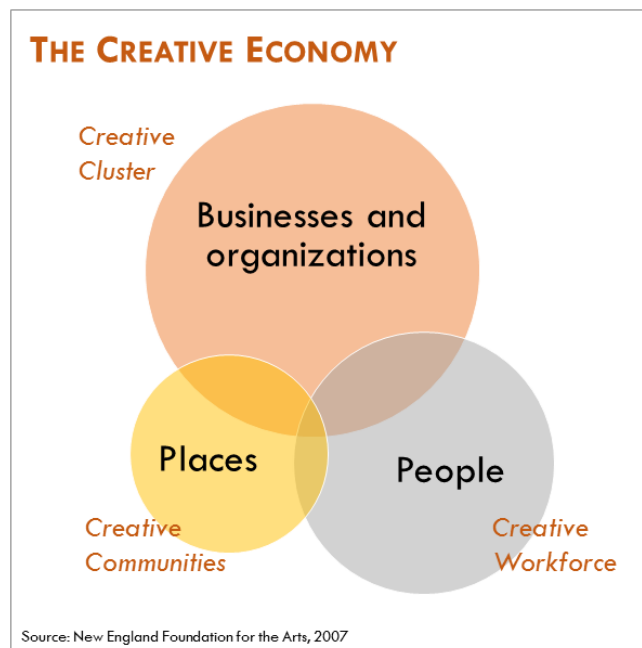 THE CREATIVE ECONOMY
Creative
Cluster
Businesses and
organizations
Places
People
Creative
Communities
Creative
Workforce
Source: New England Foundation for the Arts, 2007